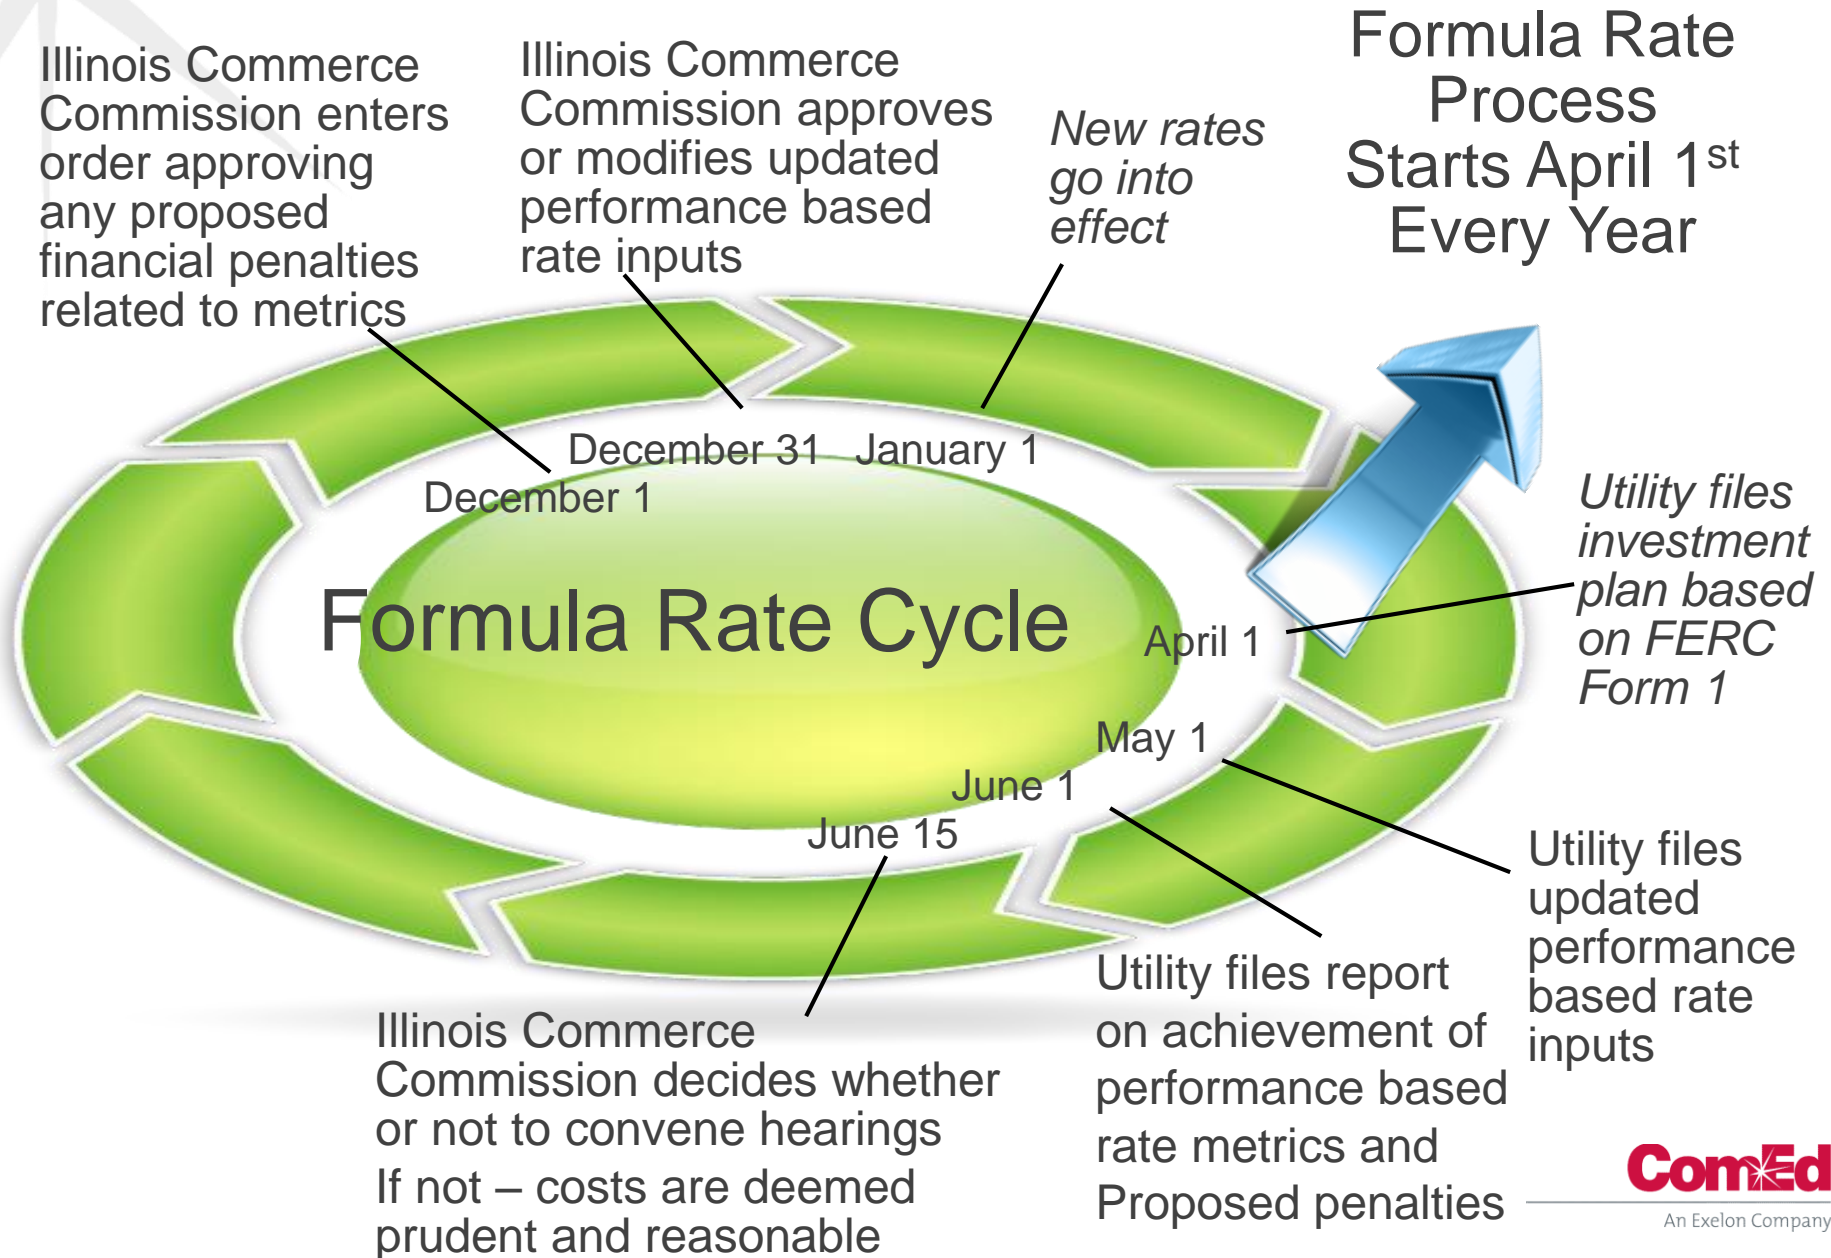 Formula Rate
Process
Starts April 1st
Every Year
Illinois Commerce
Commission enters
order approving
any proposed
financial penalties
related to metrics
Illinois Commerce
Commission approves
or modifies updated
performance based
rate inputs
New rates
go into
effect
December 31
January 1
December 1
Formula Rate Cycle
April 1
May 1
June 1
June 15
Utility files
investment
plan based
on FERC
Form 1
Utility files
updated
performance
based rate
inputs
Utility files report
on achievement of
performance based
rate metrics and
Proposed penalties
Illinois Commerce
Commission decides whether
or not to convene hearings
If not – costs are deemed
prudent and reasonable
ComEd
An Exelon Company